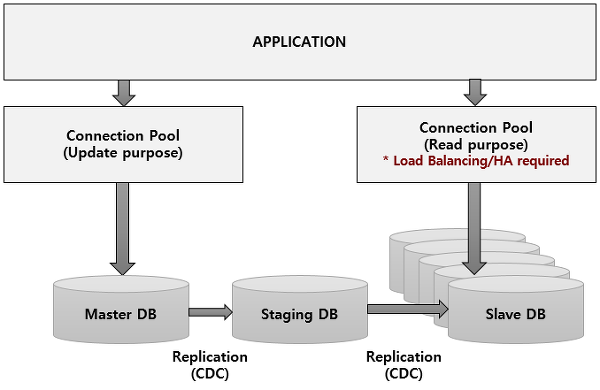 APPLICATION
Connection Pool
(Update purpose)
Connection Pool
(Read purpose)
* Load Balancing/HA required
Master DB
Staging DB
Slave DB
Replication
(CDC)
Replication
(CDC)